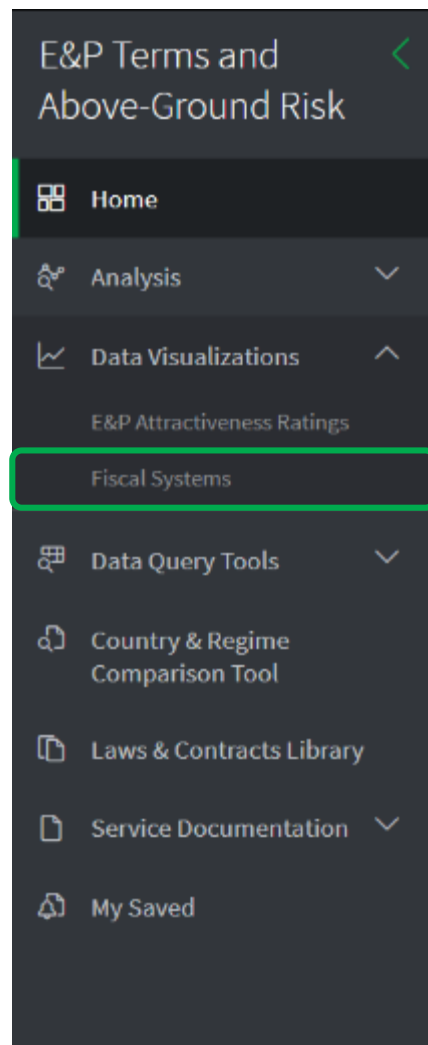 E&P Terms and
Above-Ground Risk
Home
Analysis
Data Visualizations
E&P Attractiveness Ratings
Fiscal Systems
Data Query Tools
Country & Regime
Comparison Tool
Laws & Contracts Library
Service Documentation
My Saved